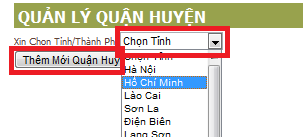 QUẢN LÝ QUẬN HUYỆN
Xin Chọn Tỉnh/Thành Ph Chọn Tỉnh
Thêm Mới Quận Huy
Hà Nội
Hồ Chí Minh
Lào Cai
Sơn La
Điện Biên
Lạng Sơn